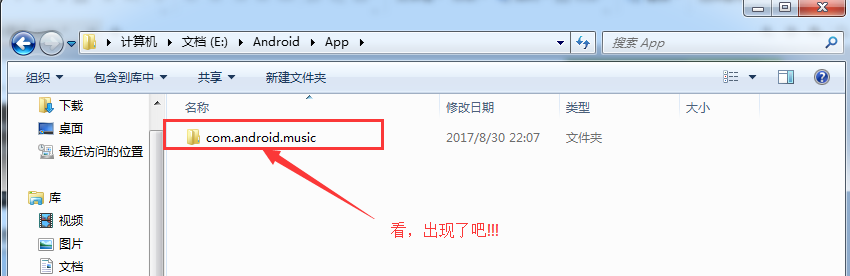 计算机 ▸ 文档 (E:) ▸ Android ▸ App ▸
搜索 App
组织 包含到库中 共享 新建文件夹
名称 修改日期 类型 大小
下载
桌面
最近访问的位置
库
视频
图片
文档
com.android.music 2017/8/30 22:07 文件夹
看，出现了吧!!!